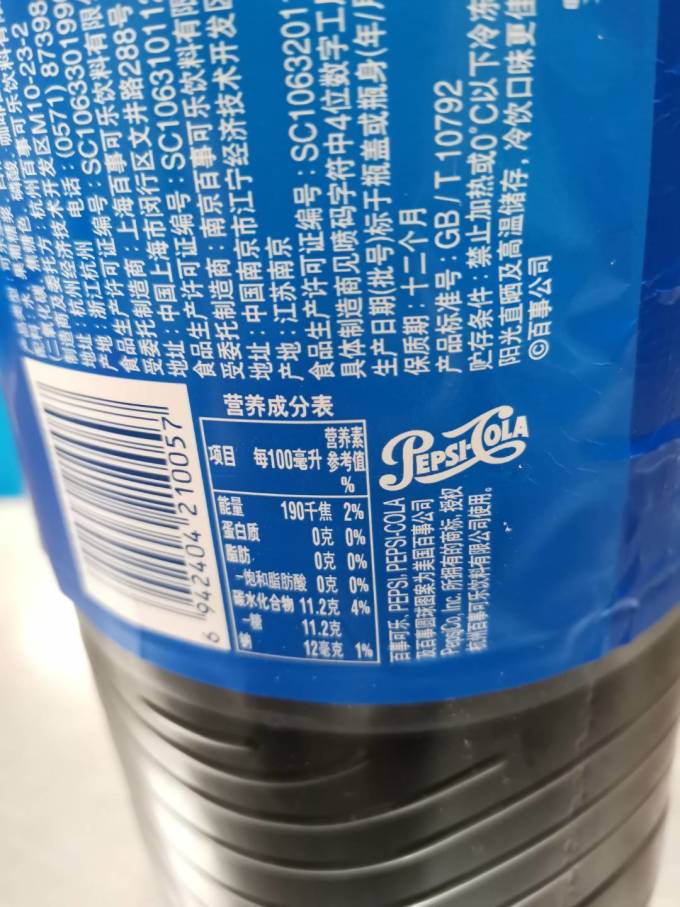 二氧化碳
制造商及委托方:杭州百事可乐饮料有限
地址:杭州经济技术开发区M10-23-2
产地:浙江杭州 电话:(0571) 87398
食品生产许可证编号:SC10633019
受委托制造商:上海百事可乐饮料有限
地址:中国上海市闵行区文井路288号
食品生产许可证编号:SC10631011
受委托制造商:南京百事可乐饮料有限
地址:中国南京市江宁经济技术开发区
产地:江苏南京
食品生产许可证编号:SC1063201
具体制造商见喷码字符中4位数字工
生产日期(批号)标于瓶盖或瓶身(年/月
保质期:十二个月
产品标准号:GB/T 10792
贮存条件:禁止加热或0°C以下冷冻
阳光直晒及高温储存,冷饮口味更佳
©百事公司
6 942404 210057
营养成分表
项目 每100毫升 营养素参考值%
能量 190千焦 2%
蛋白质 0克 0%
脂肪 0克 0%
-饱和脂肪酸 0克 0%
碳水化合物 11.2克 4%
-糖 11.2克
钠 12毫克 1%
PEPSI-COLA
百事可乐, PEPSI, PEPSI-COLA
及百事圆球图案为美国百事公司
PepsiCo, Inc. 所拥有的商标, 授权
杭州百事可乐饮料有限公司使用。